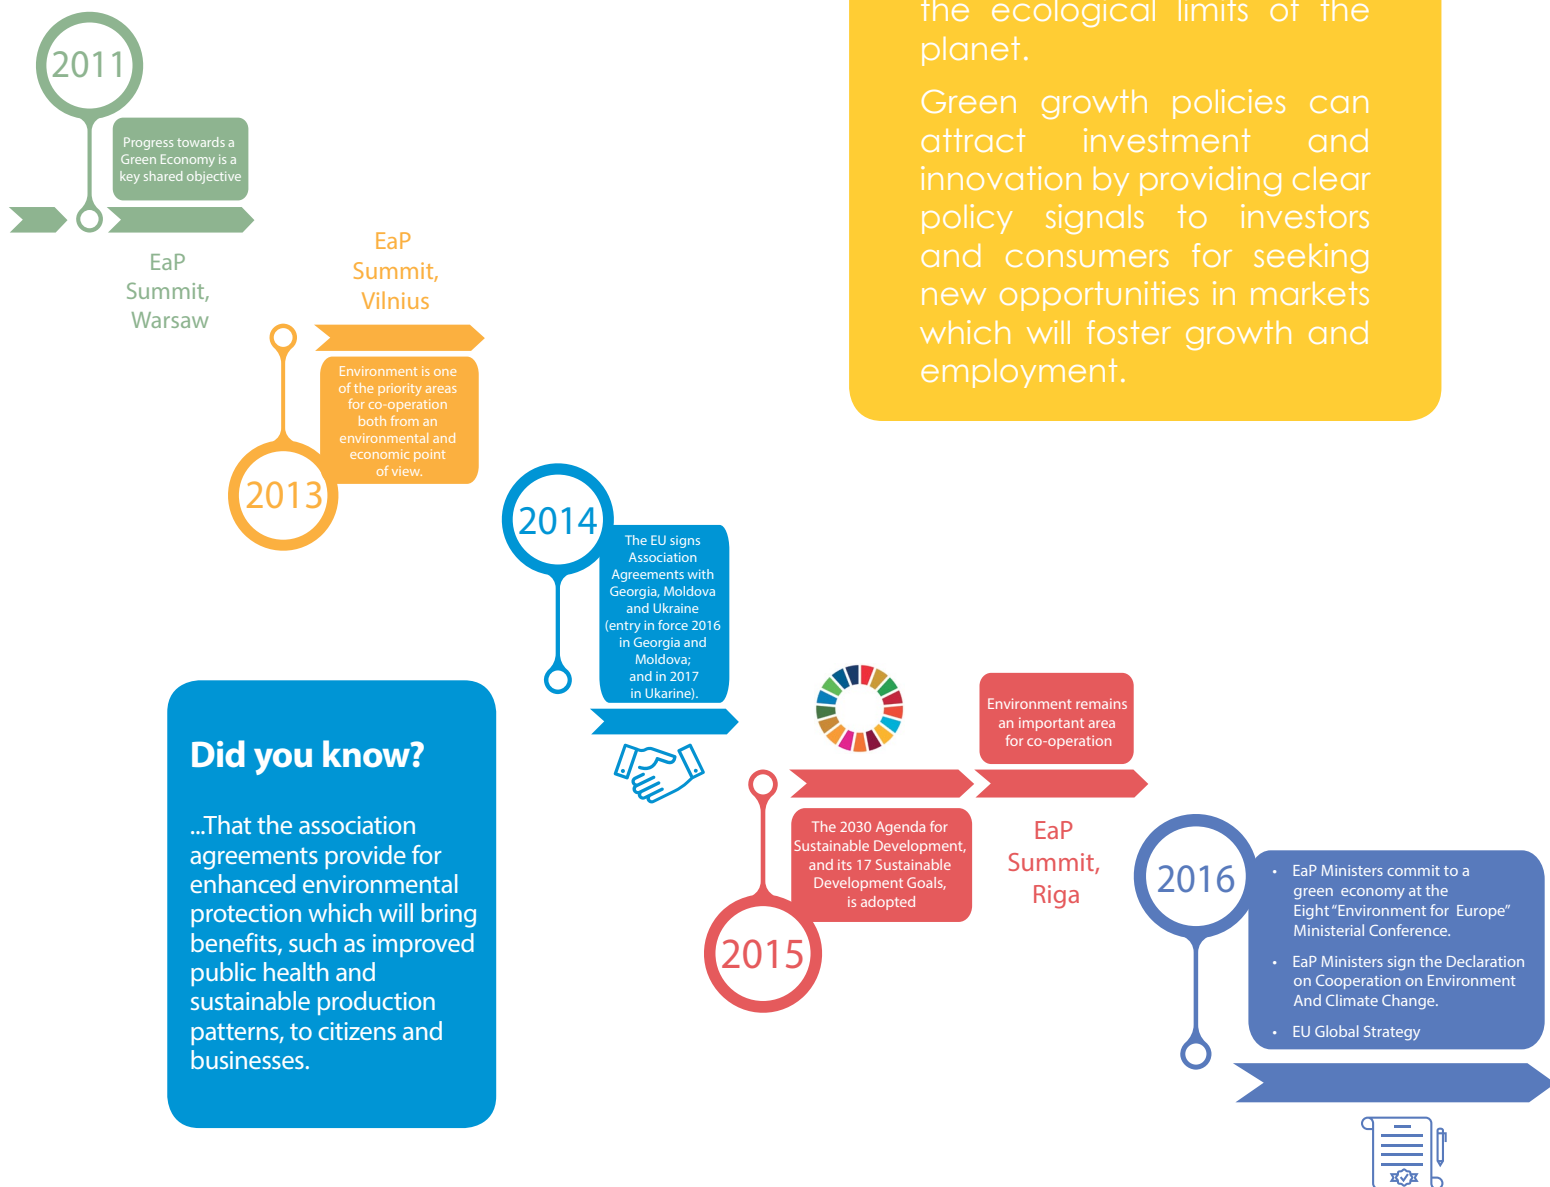 the ecological limits of the
planet.
Green growth policies can
attract investment and
innovation by providing clear
policy signals to investors
and consumers for seeking
new opportunities in markets
which will foster growth and
employment.
2011
Progress towards a
Green Economy is a
key shared objective
EaP
Summit,
Warsaw
EaP
Summit,
Vilnius
Environment is one
of the priority areas
for co-operation
both from an
environmental and
economic point
of view.
2013
2014
The EU signs
Association
Agreements with
Georgia, Moldova
and Ukraine
(entry in force 2016
in Georgia and
Moldova;
and in 2017
in Ukarine).
Did you know?
...That the association
agreements provide for
enhanced environmental
protection which will bring
benefits, such as improved
public health and
sustainable production
patterns, to citizens and
businesses.
The 2030 Agenda for
Sustainable Development,
and its 17 Sustainable
Development Goals,
is adopted
2015
Environment remains
an important area
for co-operation
EaP
Summit,
Riga
2016
• EaP Ministers commit to a
green economy at the
Eight “Environment for Europe”
Ministerial Conference.
• EaP Ministers sign the Declaration
on Cooperation on Environment
And Climate Change.
• EU Global Strategy